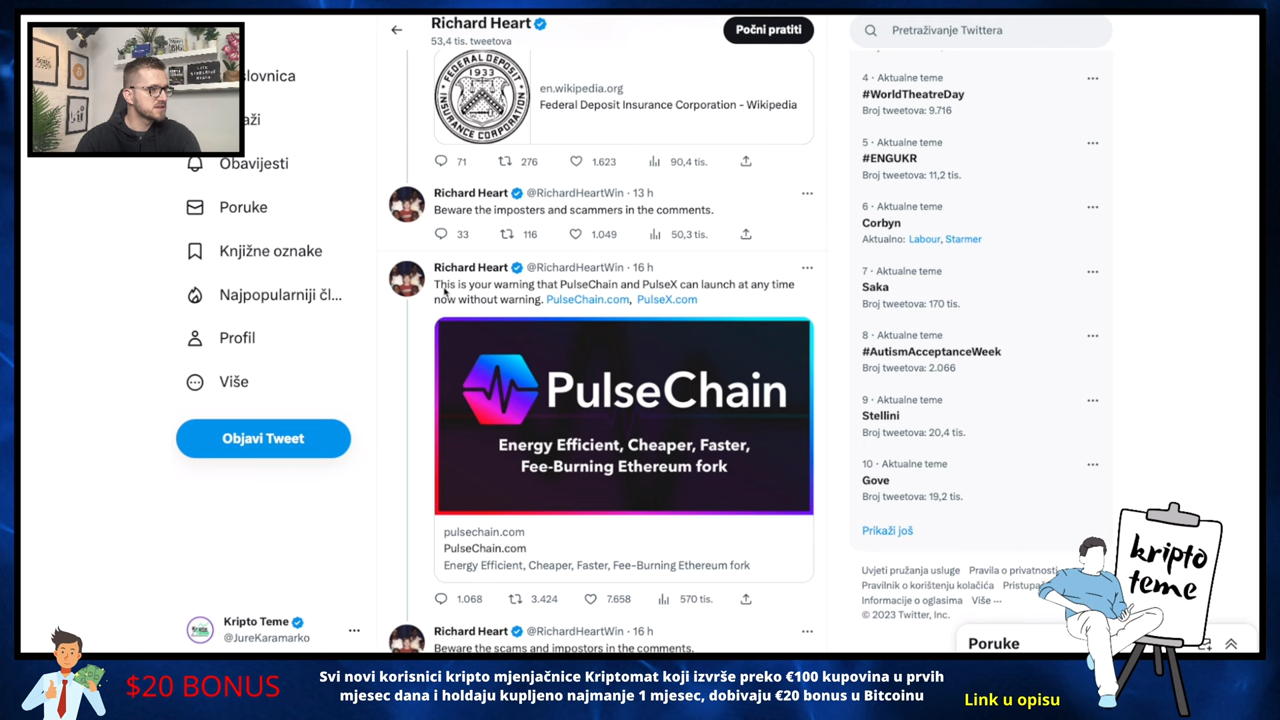 slovnica
ži
Obavijesti
Poruke
Knjižne oznake
Najpopularniji čl...
Profil
Više
Objavi Tweet
Kripto Teme
@JureKaramarko
Richard Heart
53,4 tis. tweetova
Počni pratiti
FEDERAL DEPOSIT
INSURANCE CORPORATION
1933
en.wikipedia.org
Federal Deposit Insurance Corporation - Wikipedia
71 276 1.623 90,4 tis.
Richard Heart @RichardHeartWin · 13 h
Beware the imposters and scammers in the comments.
33 116 1.049 50,3 tis.
Richard Heart @RichardHeartWin · 16 h
This is your warning that PulseChain and PulseX can launch at any time
now without warning. PulseChain.com, PulseX.com
PulseChain
Energy Efficient, Cheaper, Faster,
Fee-Burning Ethereum fork
pulsechain.com
PulseChain.com
Energy Efficient, Cheaper, Faster, Fee-Burning Ethereum fork
1.068 3.424 7.658 570 tis.
Richard Heart @RichardHeartWin · 16 h
Beware the scams and impostors in the comments.
Pretraživanje Twittera
4 · Aktualne teme
#WorldTheatreDay
Broj tweetova: 9.716
5 · Aktualne teme
#ENGUKR
Broj tweetova: 11,2 tis.
6 · Aktualne teme
Corbyn
Aktualno: Labour, Starmer
7 · Aktualne teme
Saka
Broj tweetova: 170 tis.
8 · Aktualne teme
#AutismAcceptanceWeek
Broj tweetova: 2.066
9 · Aktualne teme
Stellini
Broj tweetova: 20,4 tis.
10 · Aktualne teme
Gove
Broj tweetova: 19,2 tis.
Prikaži još
Uvjeti pružanja usluge Pravila o privatnosti
Pravilnik o korištenju kolačića Pristupa
Informacije o oglasima Više ···
© 2023 Twitter, Inc.
Poruke
kripto
teme
$20 BONUS
Svi novi korisnici kripto mjenjačnice Kriptomat koji izvrše preko €100 kupovina u prvih
mjesec dana i holdaju kupljeno najmanje 1 mjesec, dobivaju €20 bonus u Bitcoinu
Link u opisu